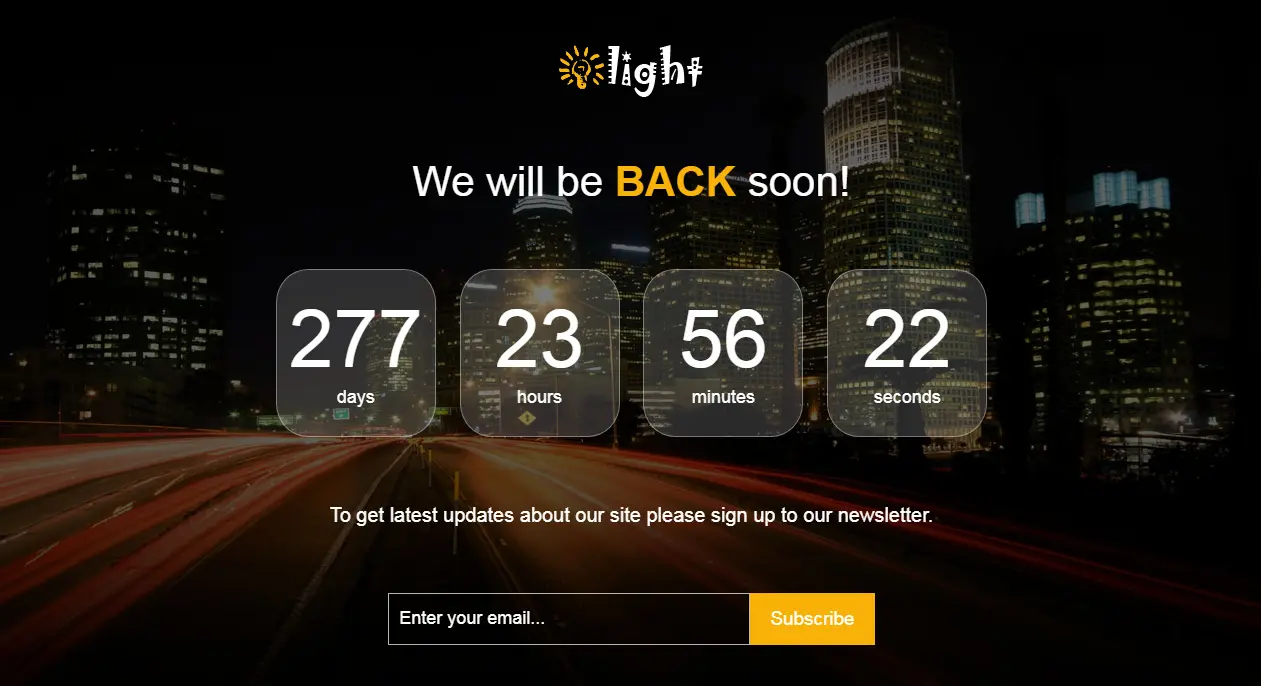 light
We will be BACK soon!
277 23 56 22
days hours minutes seconds
To get latest updates about our site please sign up to our newsletter.
Enter your email... Subscribe